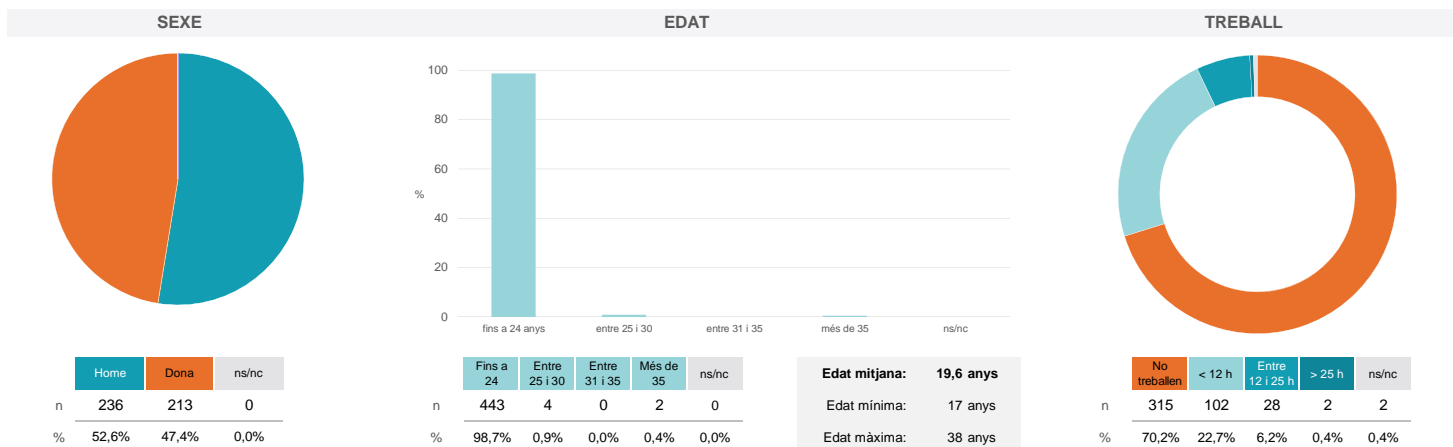 SEXE EDAT TREBALL
100
80
60
%
40
20
0
fins a 24 anys entre 25 i 30 entre 31 i 35 més de 35 ns/nc
Home Dona ns/nc
n 236 213 0
% 52,6% 47,4% 0,0%
Fins a 24 Entre 25 i 30 Entre 31 i 35 Més de 35 ns/nc
n 443 4 0 2 0
% 98,7% 0,9% 0,0% 0,4% 0,0%
Edat mitjana: 19,6 anys
Edat mínima: 17 anys
Edat màxima: 38 anys
No treballen < 12 h Entre 12 i 25 h > 25 h ns/nc
n 315 102 28 2 2
% 70,2% 22,7% 6,2% 0,4% 0,4%